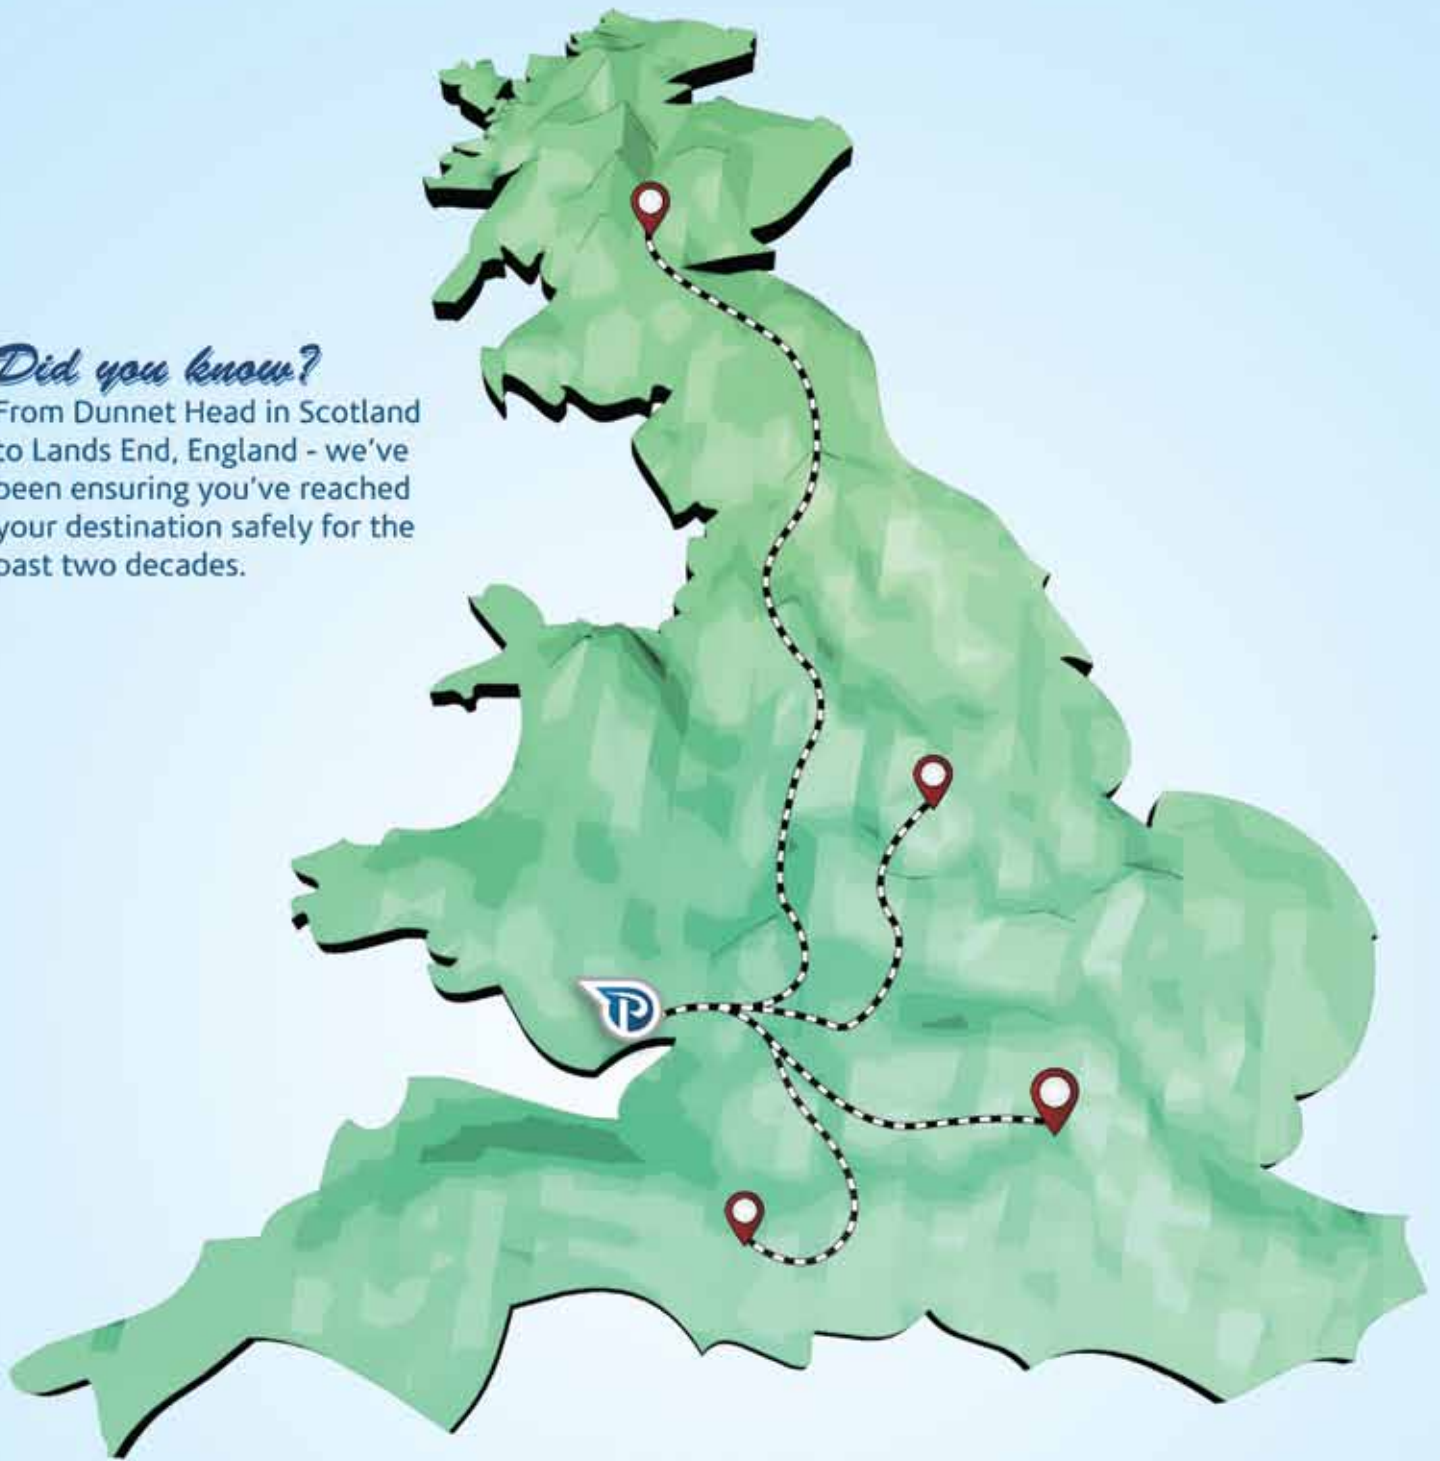 Did you know?
From Dunnet Head in Scotland
to Lands End, England - we've
been ensuring you've reached
your destination safely for the
past two decades.
P